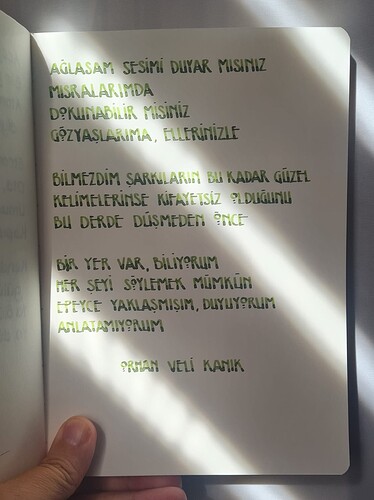 AĞLASAM SESİMİ DUYAR MISINIZ
MISRALARIMDA
DOKUNABİLİR MİSİNİZ
GÖZYAŞLARIMA, ELLERİNİZLE
BİLMEZDİM ŞARKILARIN BU KADAR GÜZEL
KELİMELERİNSE KİFAYETSİZ OLDUĞUNU
BU DERDE DÜŞMEDEN ÖNCE
BİR YER VAR, BİLİYORUM
HER ŞEYİ SÖYLEMEK MÜMKÜN
EPEYCE YAKLAŞMIŞIM, DUYUYORUM
ANLATAMIYORUM
ORHAN VELİ KANIK